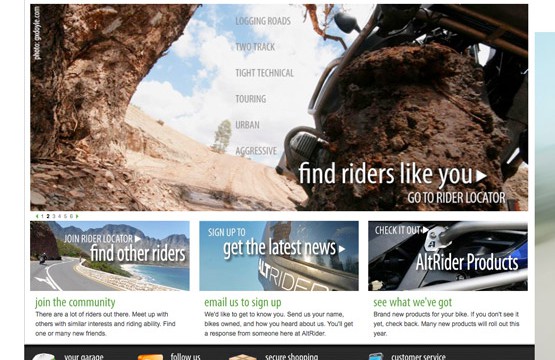 photo: gsdoyle.com
LOGGING ROADS
TWO TRACK
TIGHT TECHNICAL
TOURING
URBAN
AGGRESSIVE
find riders like you
GO TO RIDER LOCATOR
1 2 3 4 5 6
JOIN RIDER LOCATOR
find other riders
SIGN UP TO
get the latest news
ALTRIDER
CHECK IT OUT
AltRider Products
join the community
There are a lot of riders out there. Meet up with
others with similar interests and riding ability. Find
one or many new friends.
email us to sign up
We'd like to get to know you. Send us your name,
bikes owned, and how you heard about us. You'll get
a response from someone here at AltRider.
see what we've got
Brand new products for your bike. If you don't see it
yet, check back. Many new products will roll out this
year.
your garage
follow us
secure shopping
customer service